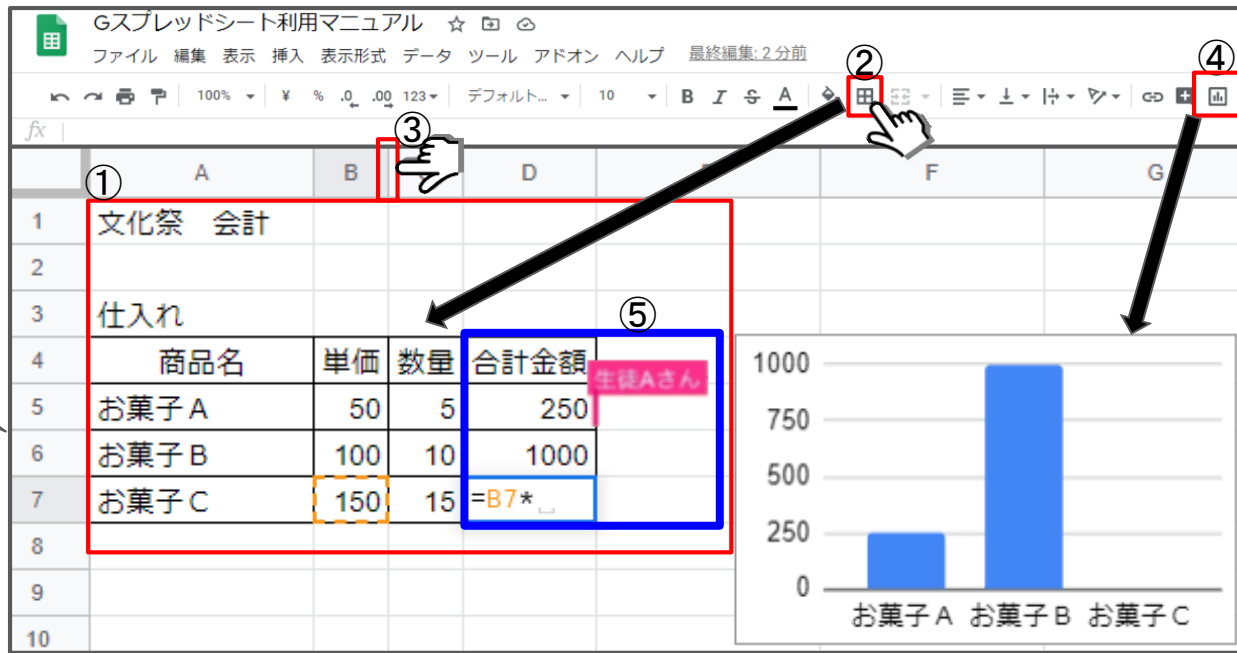 Gスプレッドシート利用マニュアル
ファイル 編集 表示 挿入 表示形式 データ ツール アドオン ヘルプ 最終編集: 2 分前
② ④
100% ¥ % .0 .00 123 デフォルト... 10 B I S A
fx
③
① A B D F G
1 文化祭 会計
2
3 仕入れ
⑤
4 商品名 単価 数量 合計金額
生徒Aさん
5 お菓子A 50 5 250
6 お菓子B 100 10 1000
7 お菓子C 150 15 =B7*
8
9
10
1000
750
500
250
0
お菓子A お菓子B お菓子C